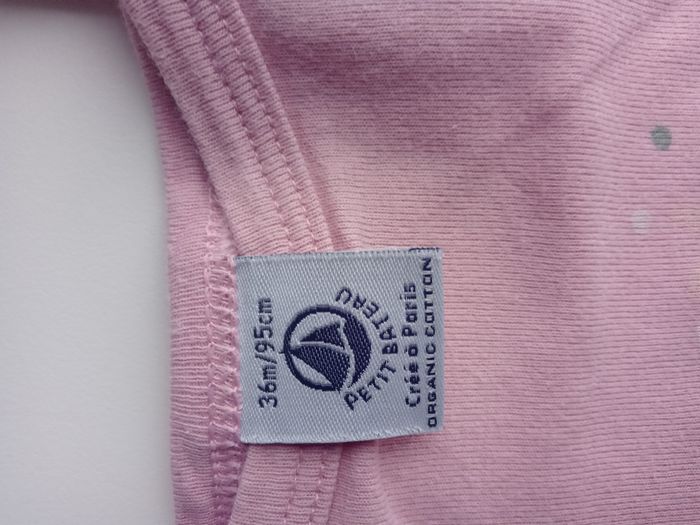 36m/95cm
PETIT BATEAU
Créé à Paris
ORGANIC COTTON